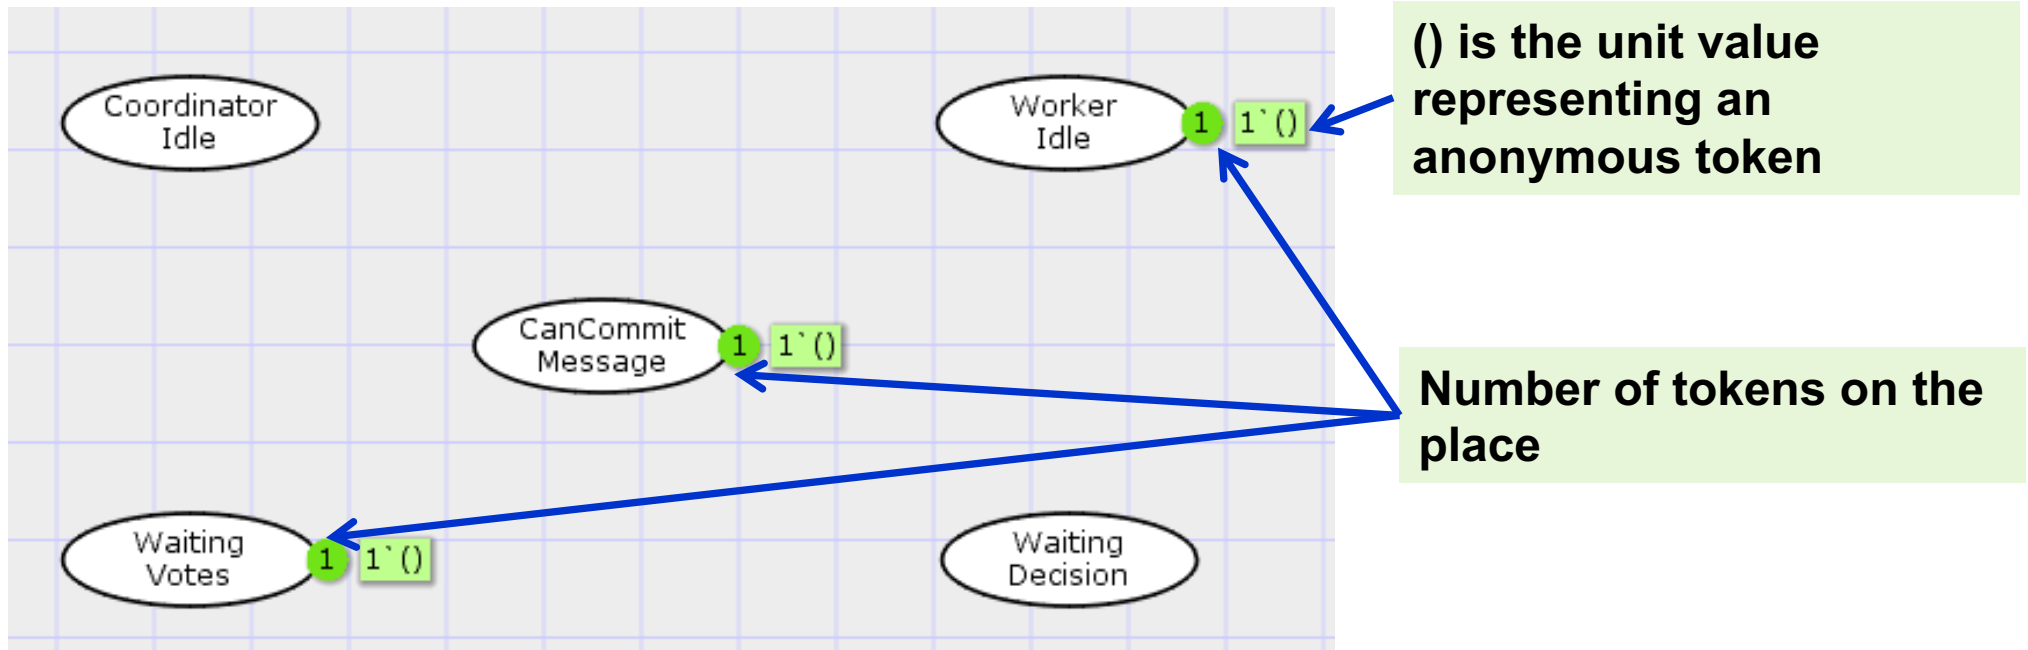 Coordinator
Idle
Worker
Idle
1
1`()
() is the unit value
representing an
anonymous token
CanCommit
Message
1
1`()
Number of tokens on the
place
Waiting
Votes
1
1`()
Waiting
Decision